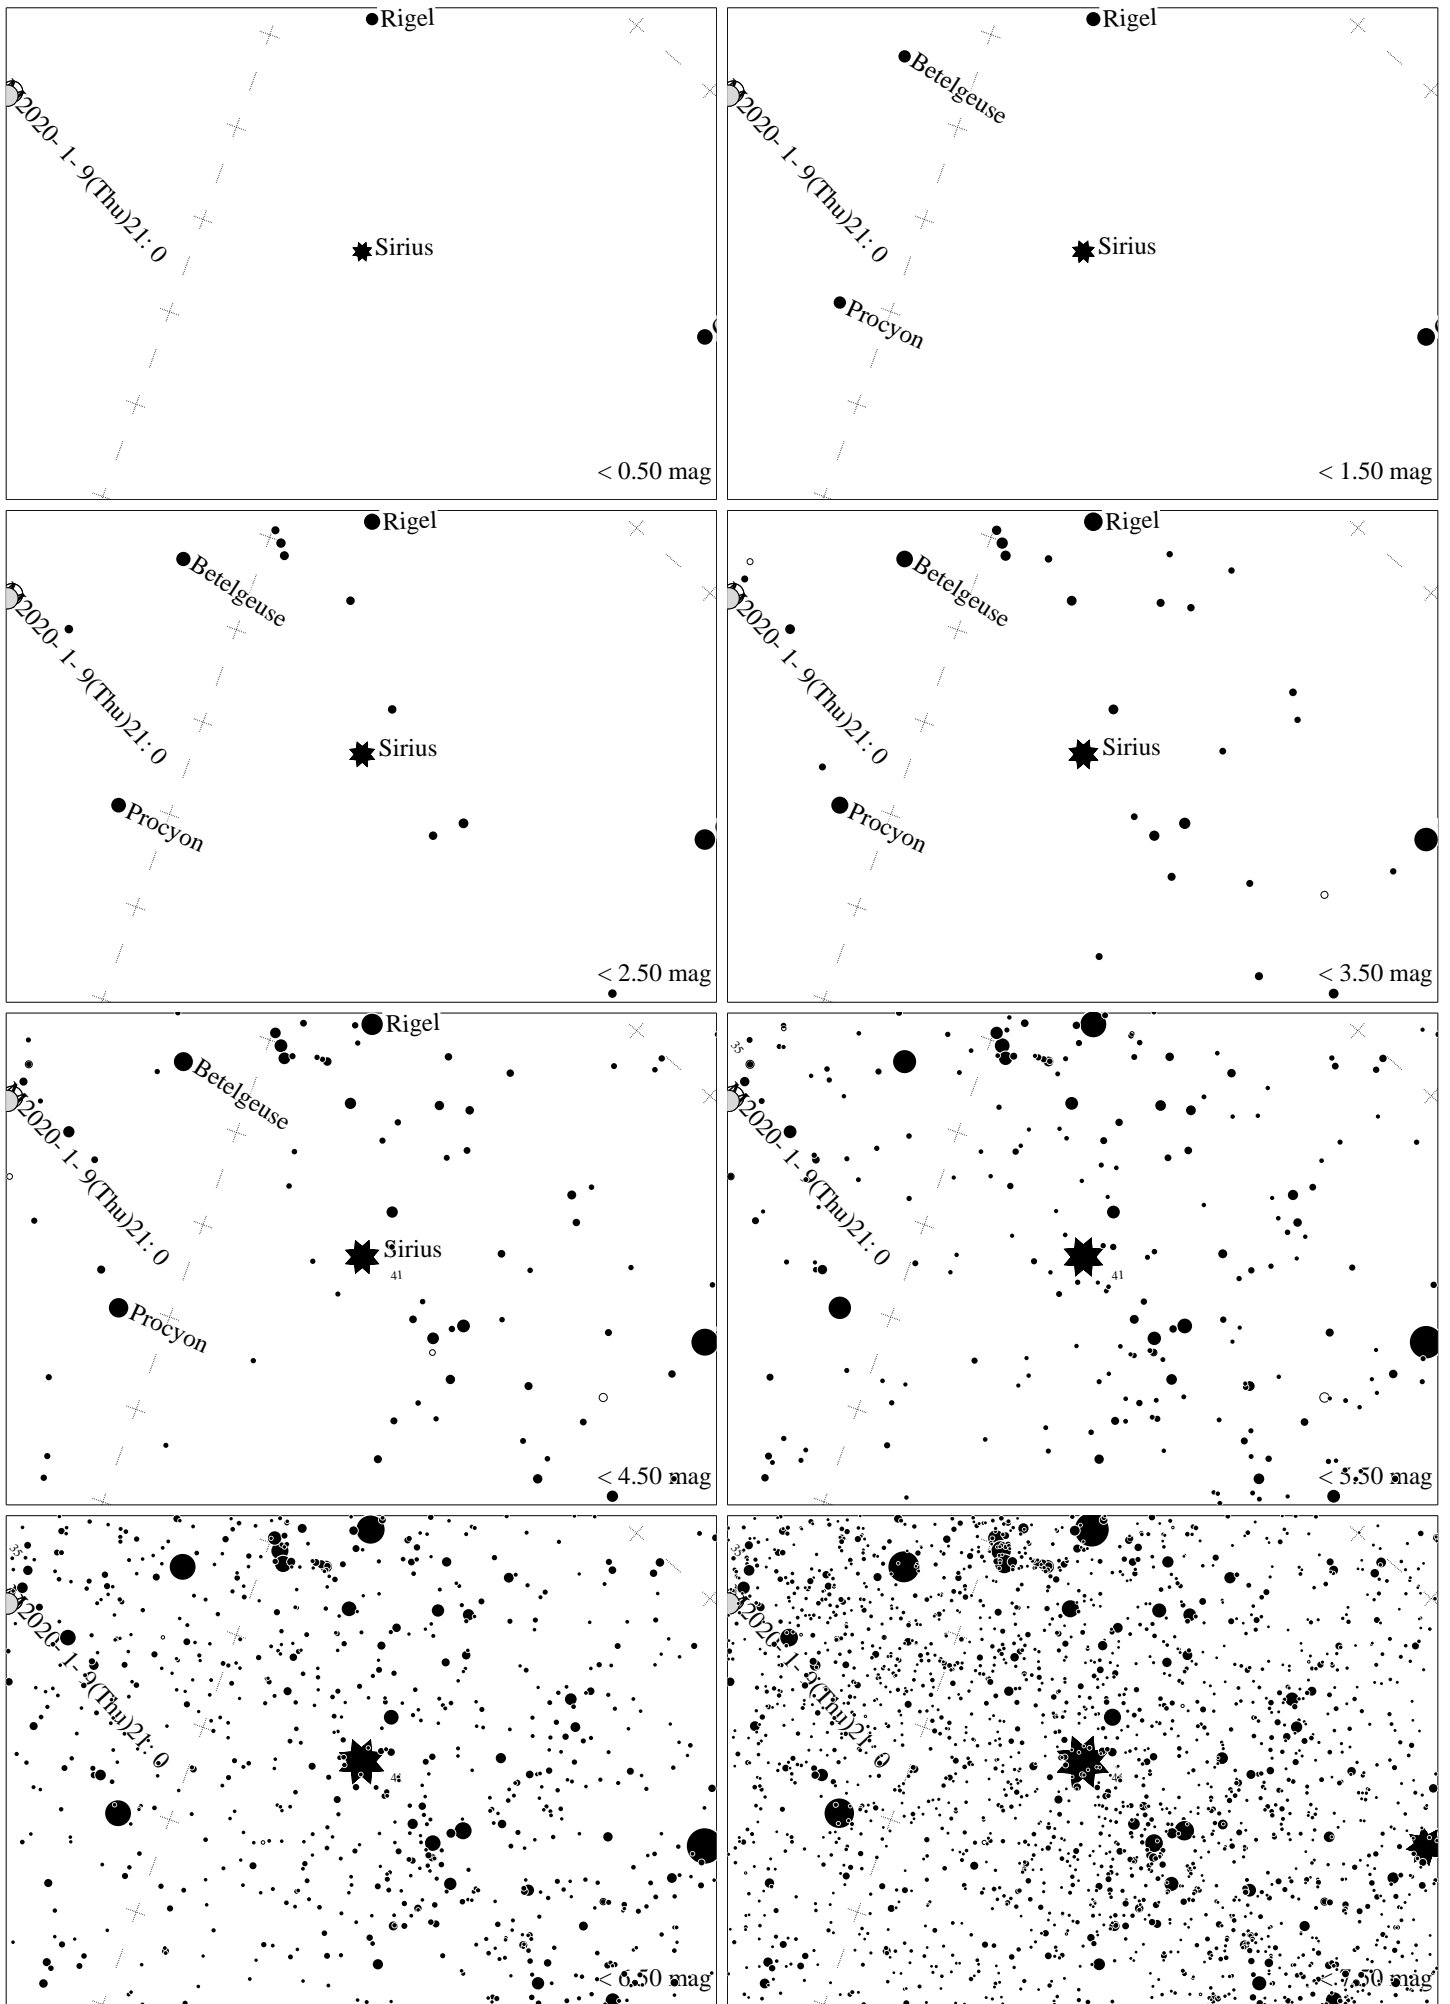 Rigel
2020- 1- 9(Thu)21: 0
Sirius
< 0.50 mag
Rigel
Betelgeuse
2020- 1- 9(Thu)21: 0
Sirius
Procyon
< 1.50 mag
Rigel
Betelgeuse
2020- 1- 9(Thu)21: 0
Sirius
Procyon
< 2.50 mag
Rigel
Betelgeuse
2020- 1- 9(Thu)21: 0
Sirius
Procyon
< 3.50 mag
Rigel
Betelgeuse
2020- 1- 9(Thu)21: 0
Sirius
41
Procyon
< 4.50 mag
35
2020- 1- 9(Thu)21: 0
41
< 5.50 mag
35
2020- 1- 9(Thu)21: 0
41
< 6.50 mag
35
2020- 1- 9(Thu)21: 0
41
< 7.50 mag